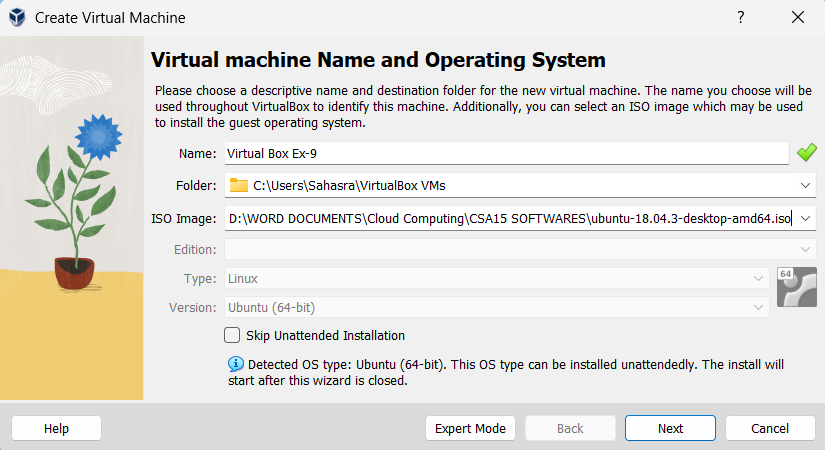 Create Virtual Machine
?
Virtual machine Name and Operating System
Please choose a descriptive name and destination folder for the new virtual machine. The name you choose will be
used throughout VirtualBox to identify this machine. Additionally, you can select an ISO image which may be used
to install the guest operating system.
Name: Virtual Box Ex-9
Folder: C:\Users\Sahasra\VirtualBox VMs
ISO Image: D:\WORD DOCUMENTS\Cloud Computing\CSA15 SOFTWARES\ubuntu-18.04.3-desktop-amd64.iso
Edition:
Type: Linux
64
Version: Ubuntu (64-bit)
Skip Unattended Installation
Detected OS type: Ubuntu (64-bit). This OS type can be installed unattendedly. The install will
start after this wizard is closed.
Help Expert Mode Back Next Cancel